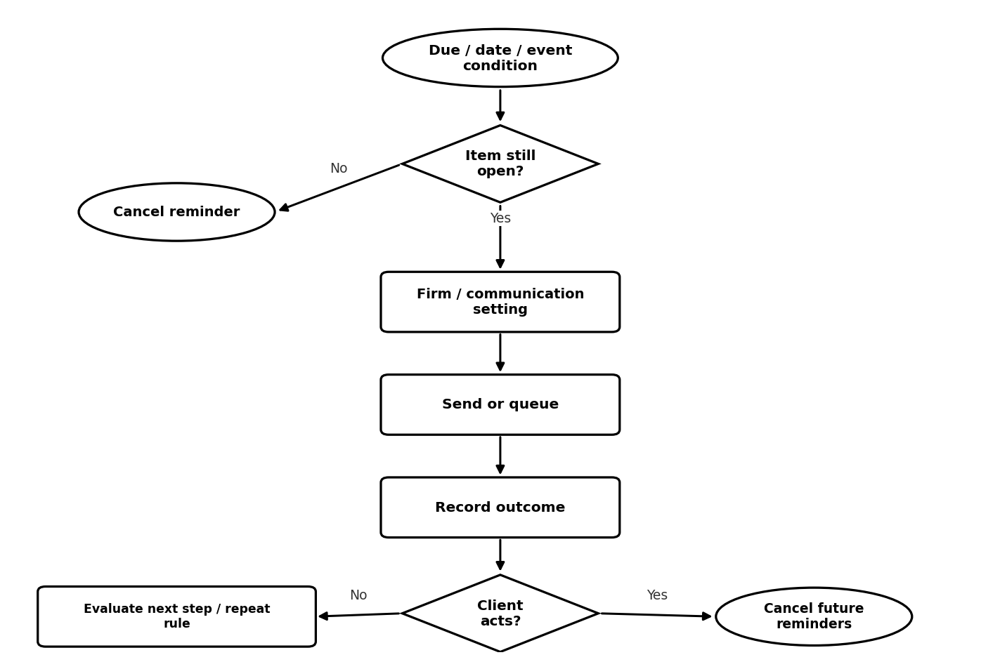 Due / date / event
condition
Item still
open?
No
Cancel reminder
Yes
Firm / communication
setting
Send or queue
Record outcome
No
Yes
Client
acts?
Evaluate next step / repeat
rule
Cancel future
reminders